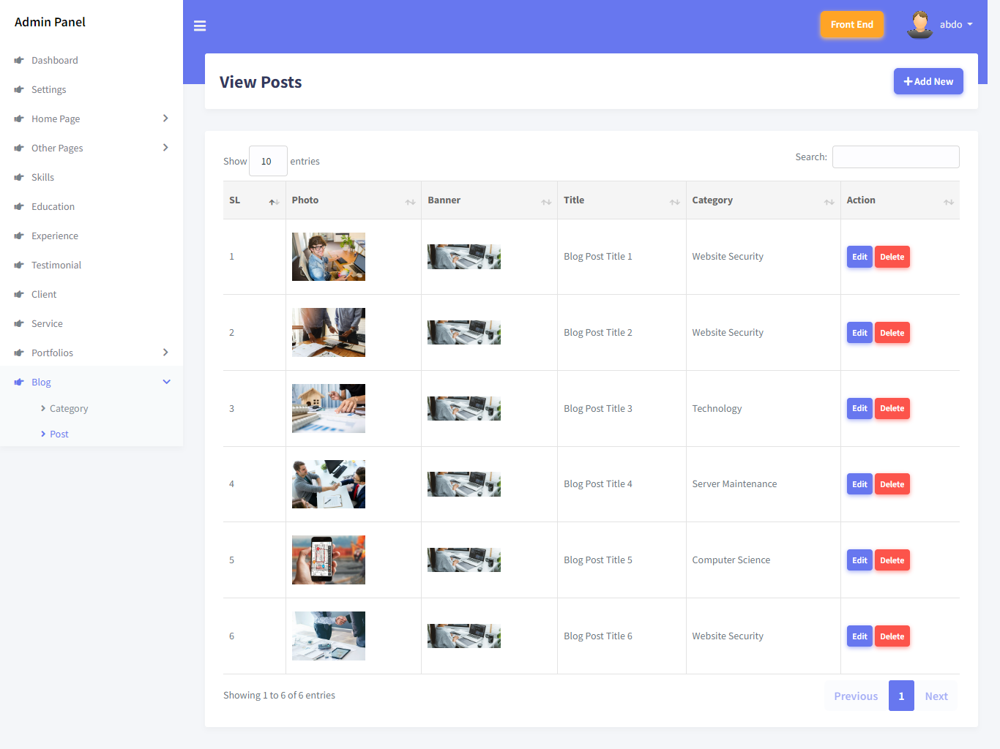 Admin Panel
Dashboard
Settings
Home Page
Other Pages
Skills
Education
Experience
Testimonial
Client
Service
Portfolios
Blog
Category
Post
Front End
abdo
View Posts
Add New
Show 10 entries
Search:
SL Photo Banner Title Category Action
1 Blog Post Title 1 Website Security Edit Delete
2 Blog Post Title 2 Website Security Edit Delete
3 Blog Post Title 3 Technology Edit Delete
4 Blog Post Title 4 Server Maintenance Edit Delete
5 Blog Post Title 5 Computer Science Edit Delete
6 Blog Post Title 6 Website Security Edit Delete
Showing 1 to 6 of 6 entries
Previous 1 Next